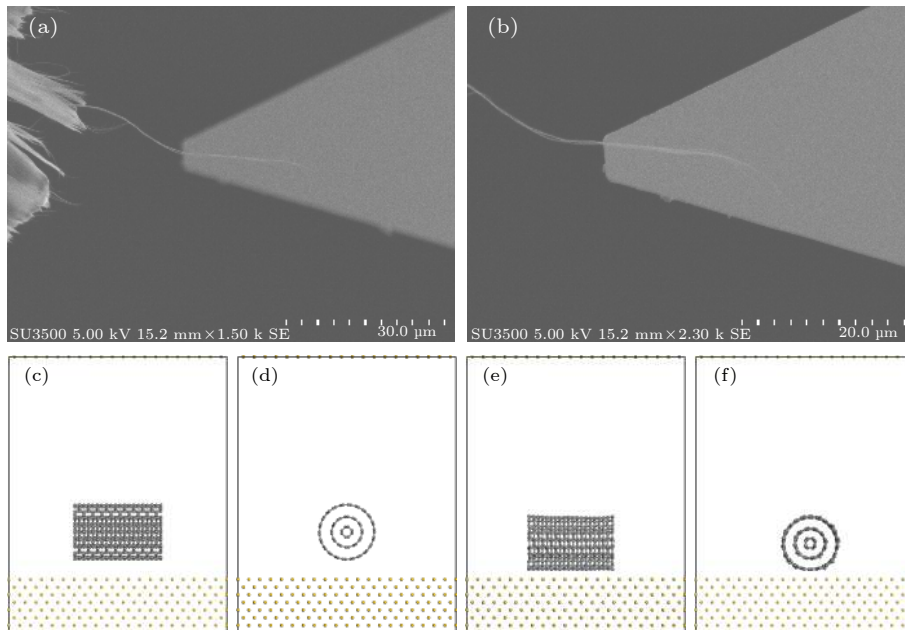 (a)
(b)
30.0 µm
SU3500 5.00 kV 15.2 mm×1.50 k SE
20.0 µm
SU3500 5.00 kV 15.2 mm×2.30 k SE
(c)
(d)
(e)
(f)